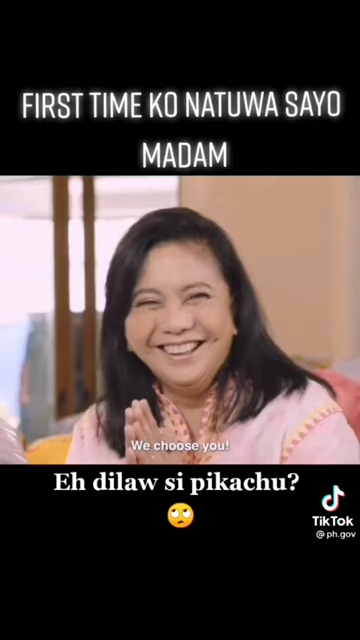 FIRST TIME KO NATUWA SAYO
MADAM
We choose you!
Eh dilaw si pikachu?
TikTok
@ ph.gov